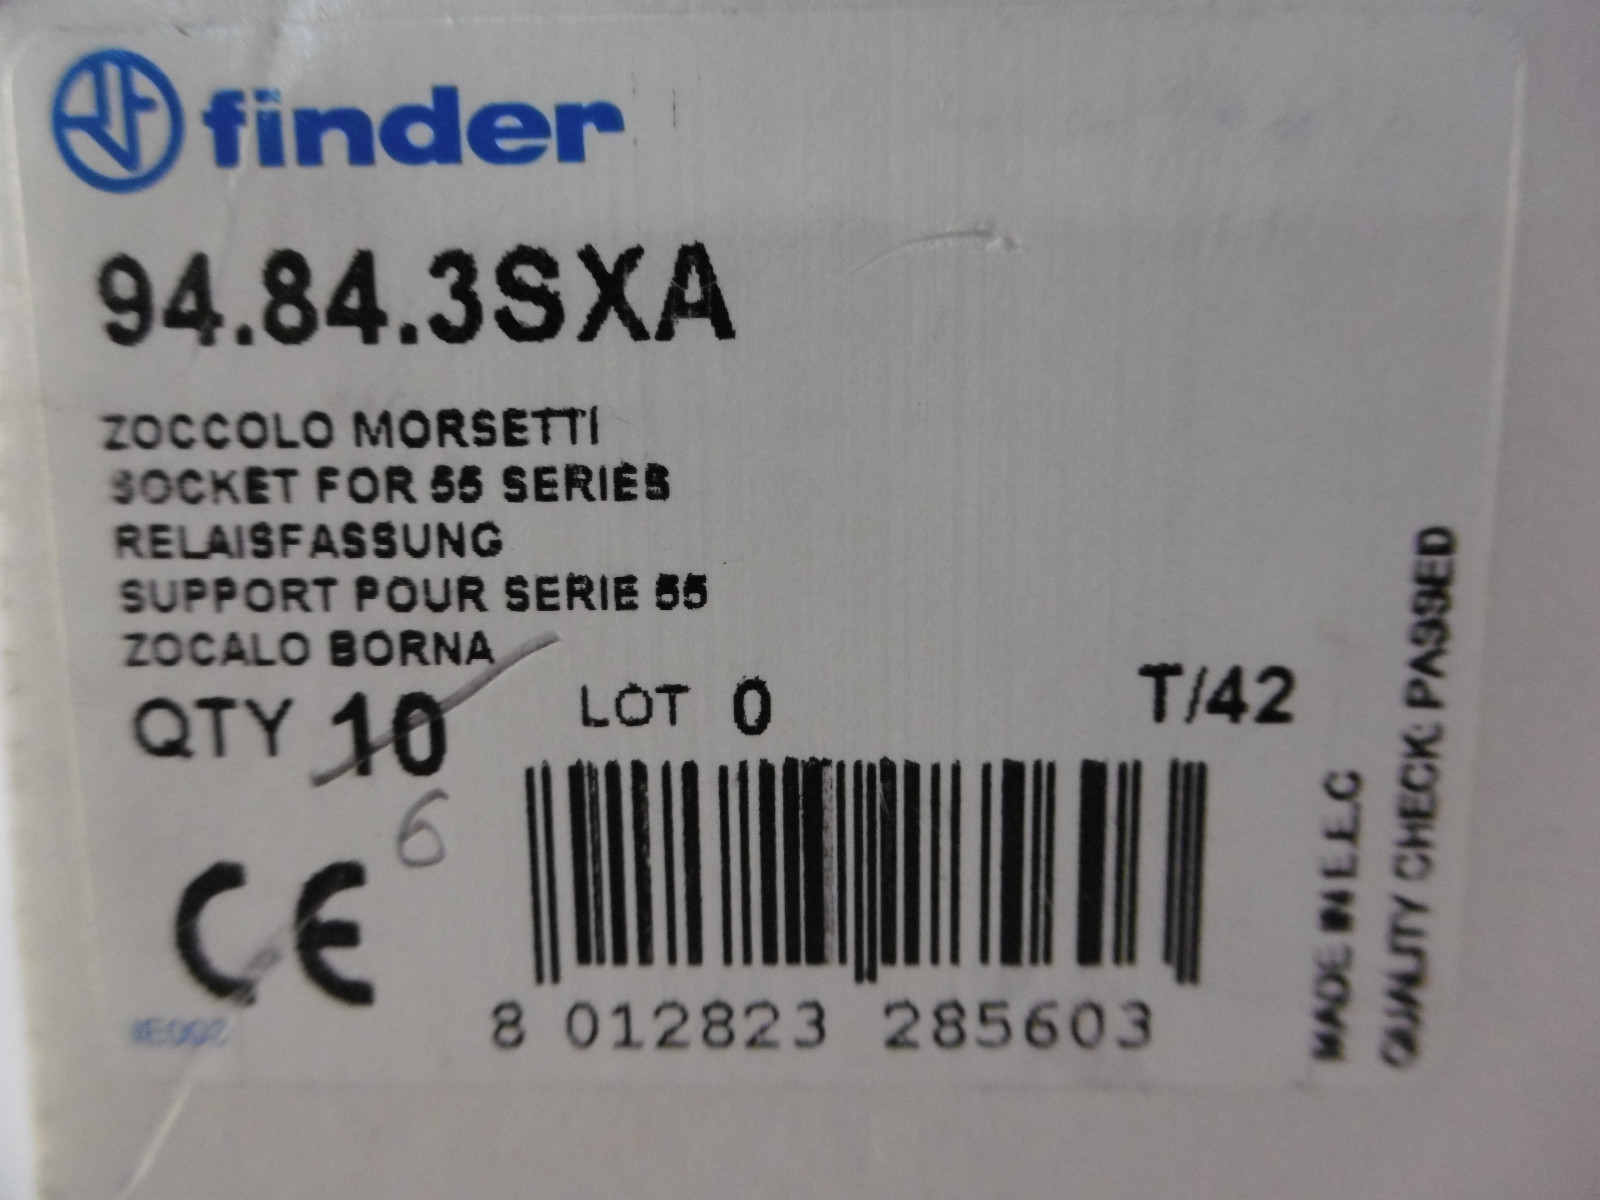 finder
94.84.3SXA
ZOCCOLO MORSETTI
SOCKET FOR 55 SERIES
RELAISFASSUNG
SUPPORT POUR SERIE 55
ZOCALO BORNA
QTY 10 LOT 0 T/42
6
CE
8 012823 285603
IE002
MADE IN E.E.C
QUALITY CHECK: PASSED